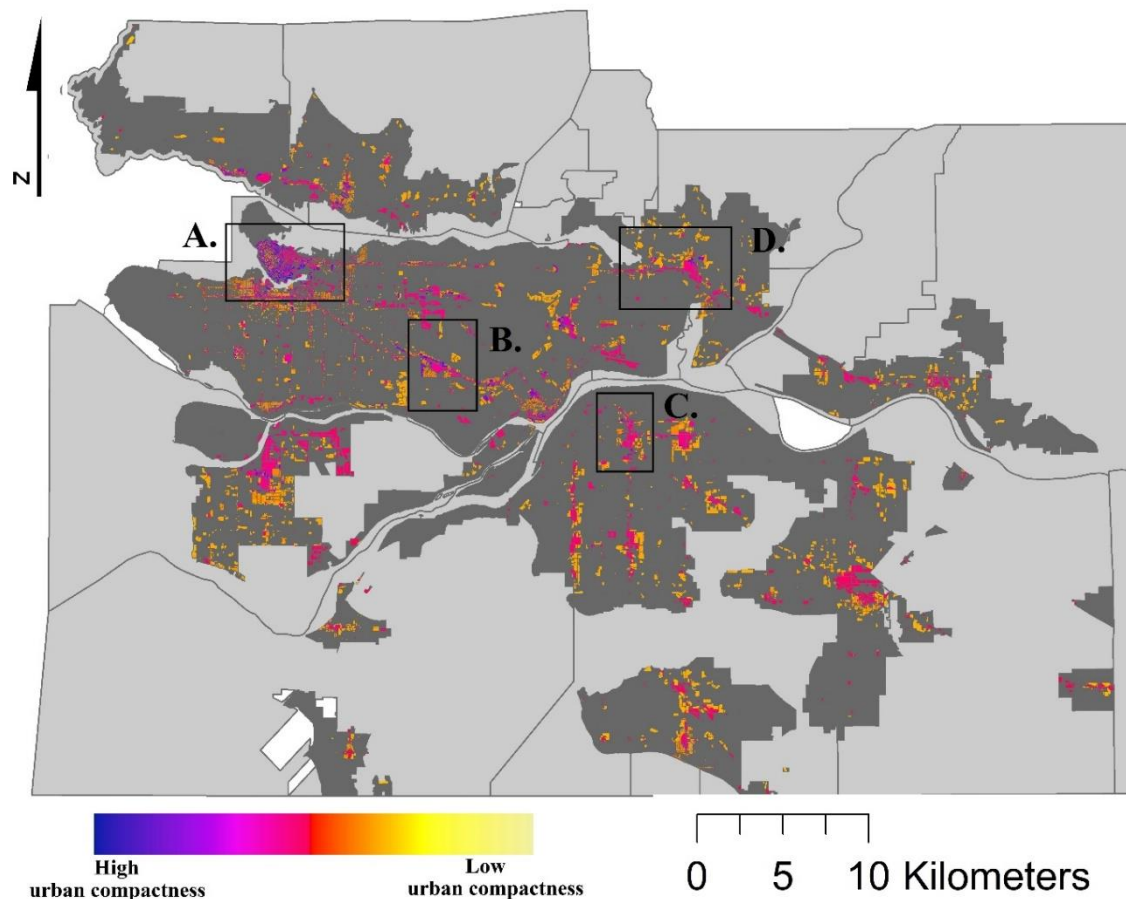 A.
D.
B.
C.
Z
High
urban compactness
Low
urban compactness
0 5 10 Kilometers